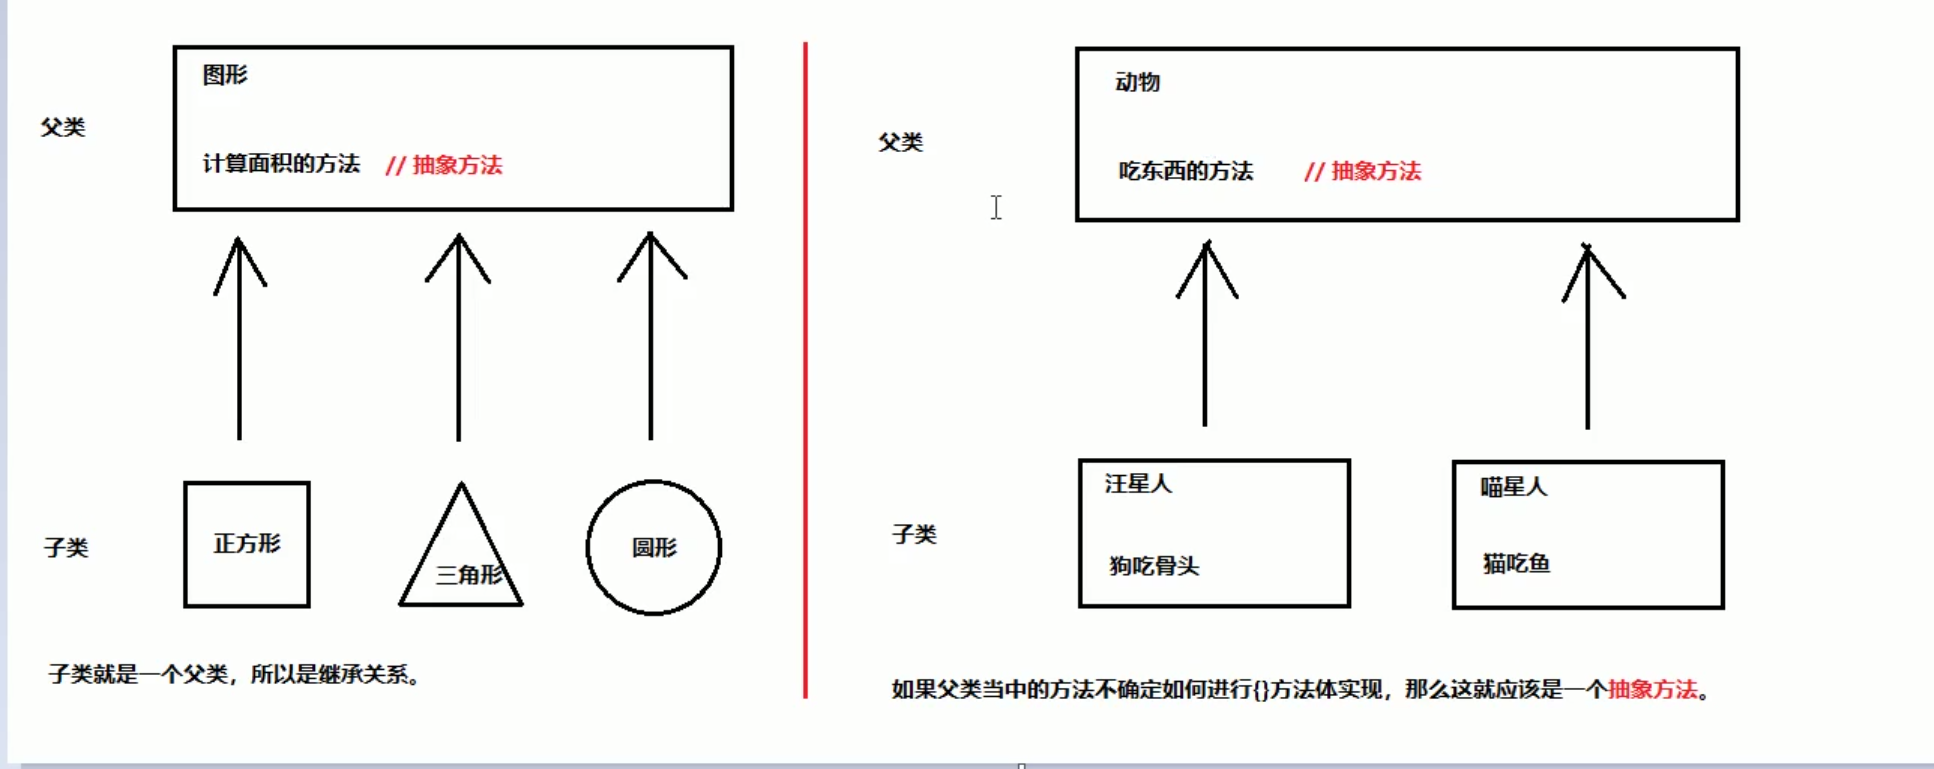 图形
父类
计算面积的方法 // 抽象方法
正方形
三角形
圆形
子类
子类就是一个父类，所以是继承关系。
动物
父类
吃东西的方法 // 抽象方法
汪星人
狗吃骨头
喵星人
猫吃鱼
子类
如果父类当中的方法不确定如何进行{}方法体实现，那么这就应该是一个抽象方法。